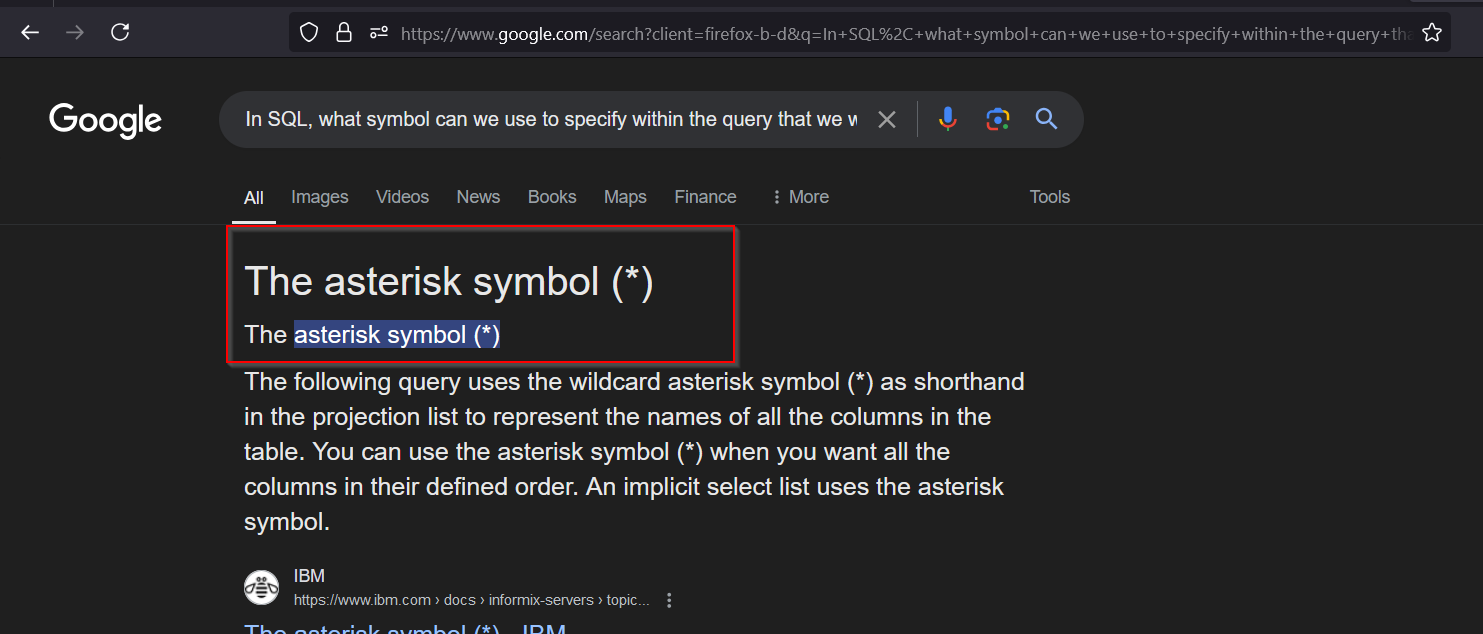 https://www.google.com/search?client=firefox-b-d&q=In+SQL%2C+what+symbol+can+we+use+to+specify+within+the+query+tha
Google
In SQL, what symbol can we use to specify within the query that we w
All Images Videos News Books Maps Finance More Tools
The asterisk symbol (*)
The asterisk symbol (*)
The following query uses the wildcard asterisk symbol (*) as shorthand
in the projection list to represent the names of all the columns in the
table. You can use the asterisk symbol (*) when you want all the
columns in their defined order. An implicit select list uses the asterisk
symbol.
IBM
https://www.ibm.com › docs › informix-servers › topic...
The asterisk symbol (*) - IBM